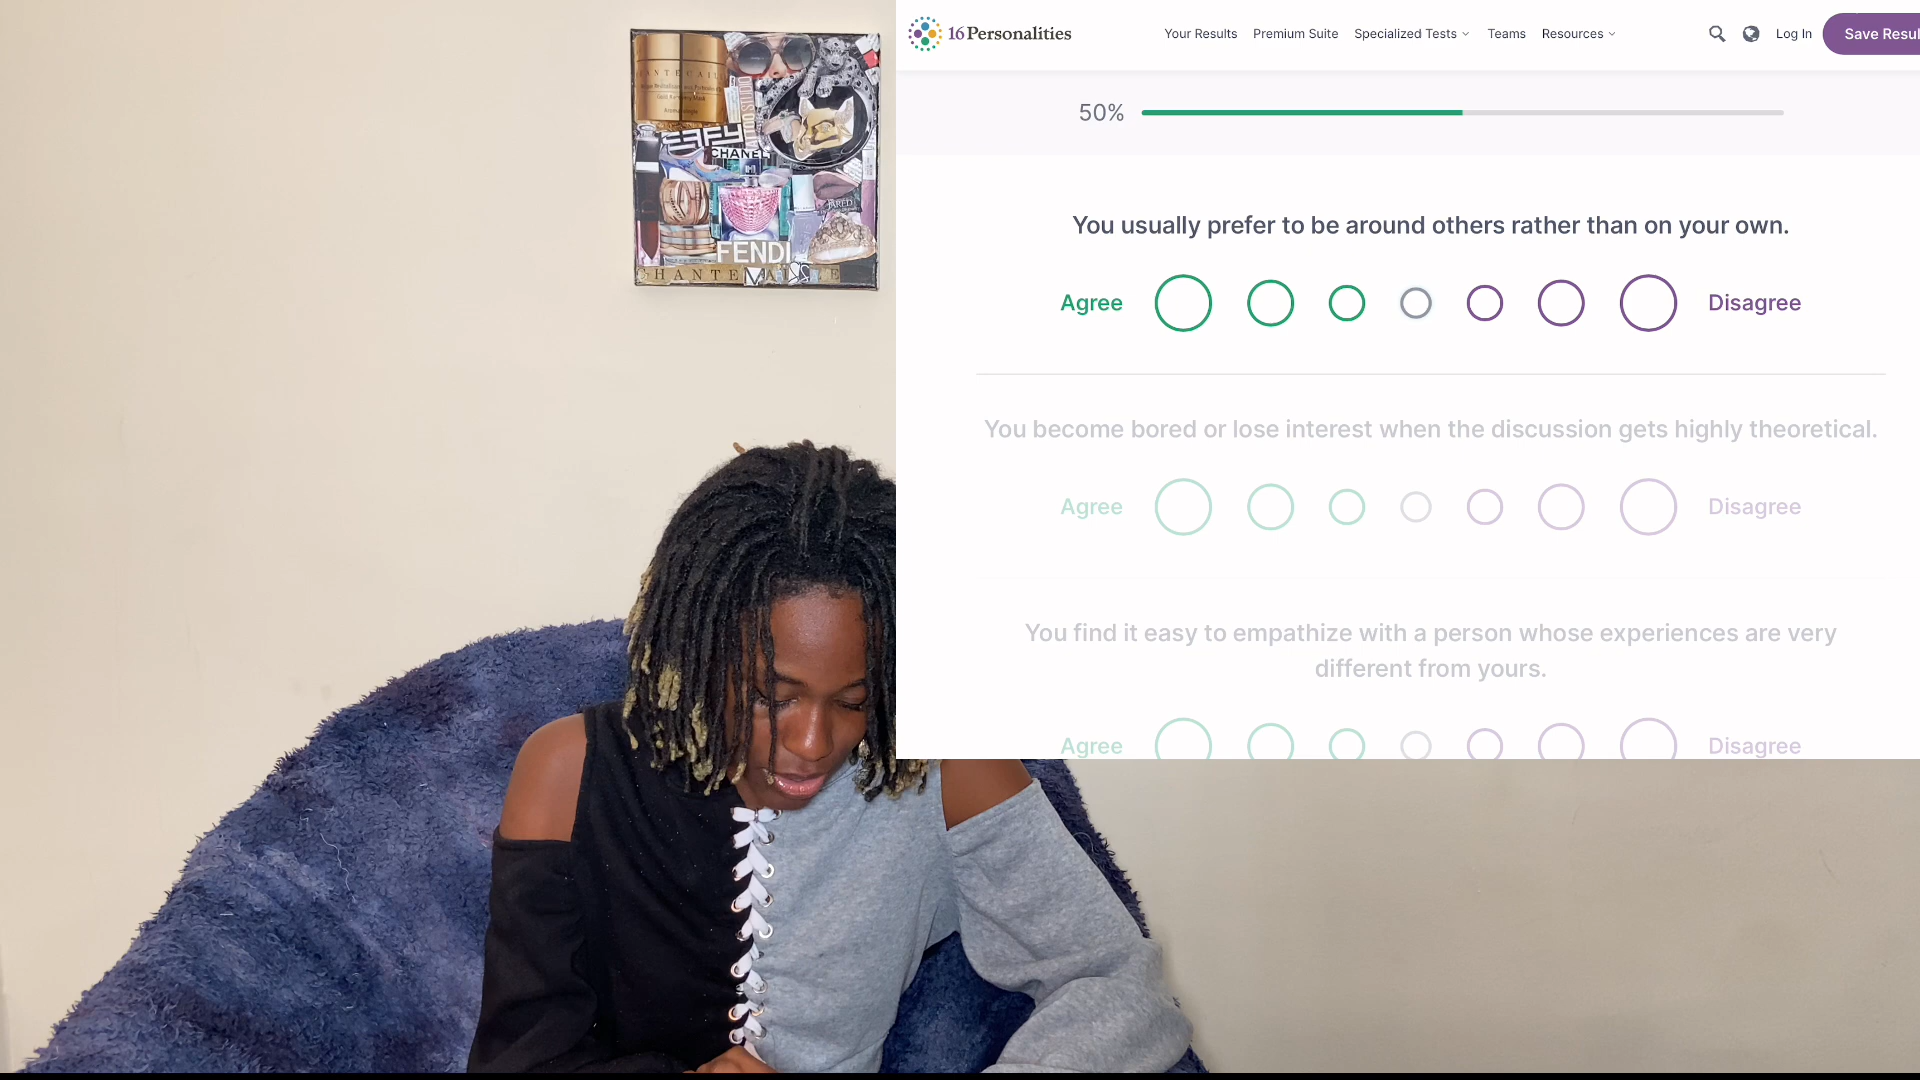 CHANTECAILLE
CHANEL
JARED
FENDI
16Personalities
Your Results
Premium Suite
Specialized Tests
Teams
Resources
Log In
Save Resul
50%
You usually prefer to be around others rather than on your own.
Agree
Disagree
You become bored or lose interest when the discussion gets highly theoretical.
Agree
Disagree
You find it easy to empathize with a person whose experiences are very
different from yours.
Agree
Disagree